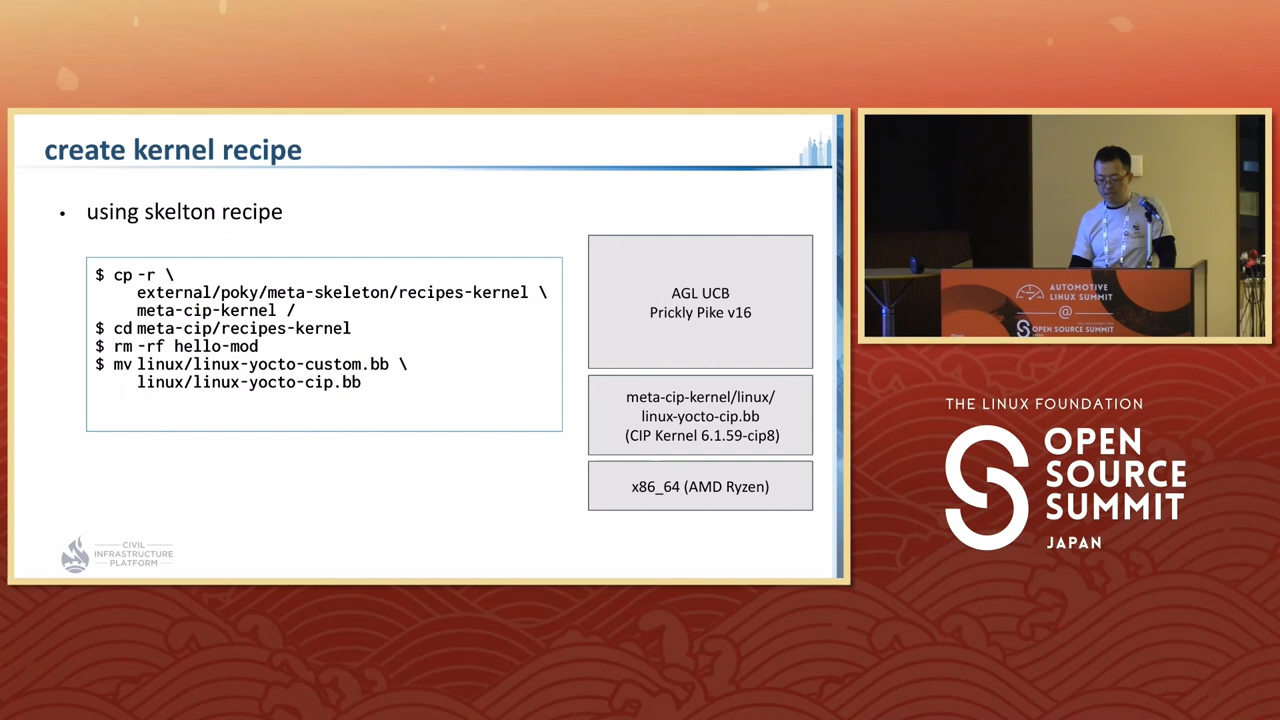 create kernel recipe
• using skelton recipe
$ cp -r \
external/poky/meta-skeleton/recipes-kernel \
meta-cip-kernel /
$ cd meta-cip/recipes-kernel
$ rm -rf hello-mod
$ mv linux/linux-yocto-custom.bb \
linux/linux-yocto-cip.bb
AGL UCB
Prickly Pike v16
meta-cip-kernel/linux/
linux-yocto-cip.bb
(CIP Kernel 6.1.59-cip8)
x86_64 (AMD Ryzen)
CIVIL
INFRASTRUCTURE
PLATFORM
AUTOMOTIVE
LINUX SUMMIT
@
OPEN SOURCE SUMMIT
THE LINUX FOUNDATION
OPEN
SOURCE
SUMMIT
JAPAN